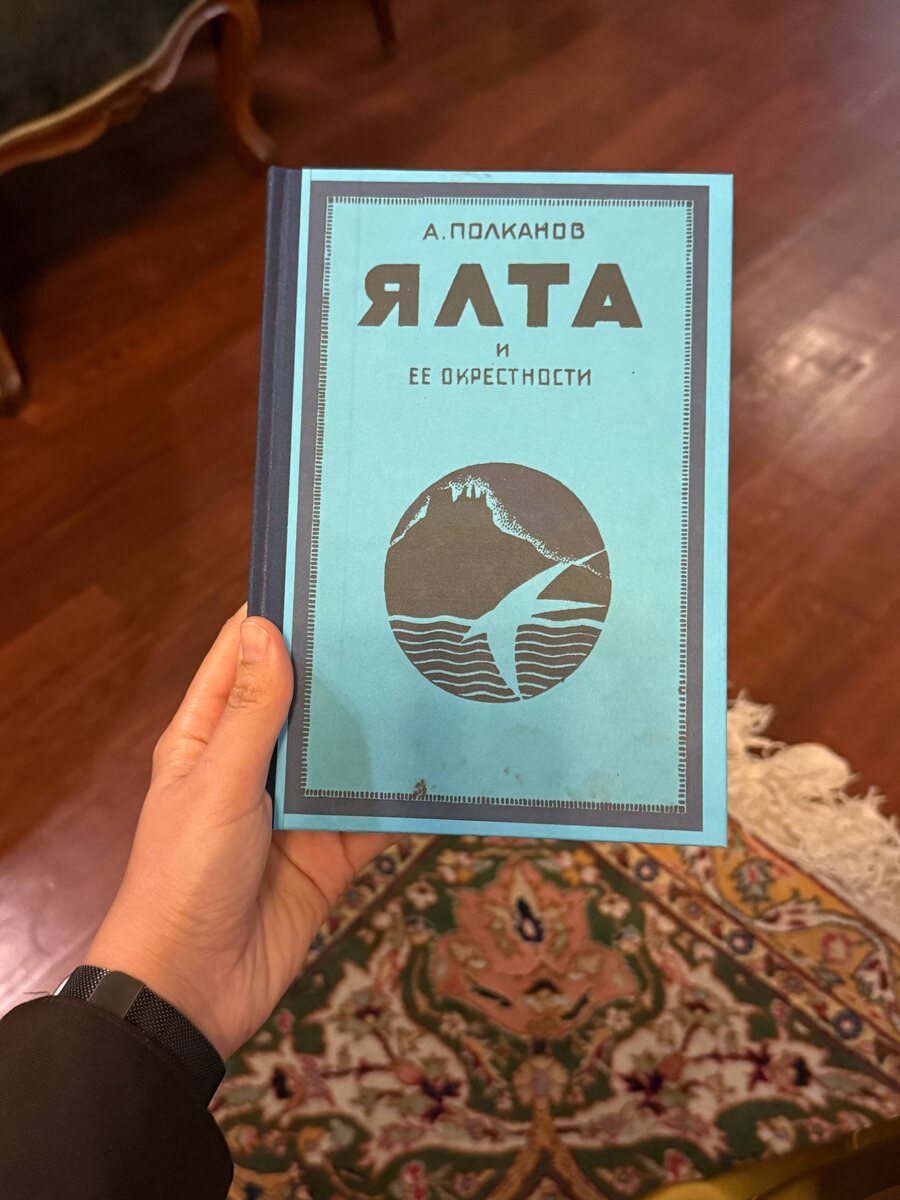 А. ПОЛКАНОВ
ЯЛТА
И
ЕЕ ОКРЕСТНОСТИ